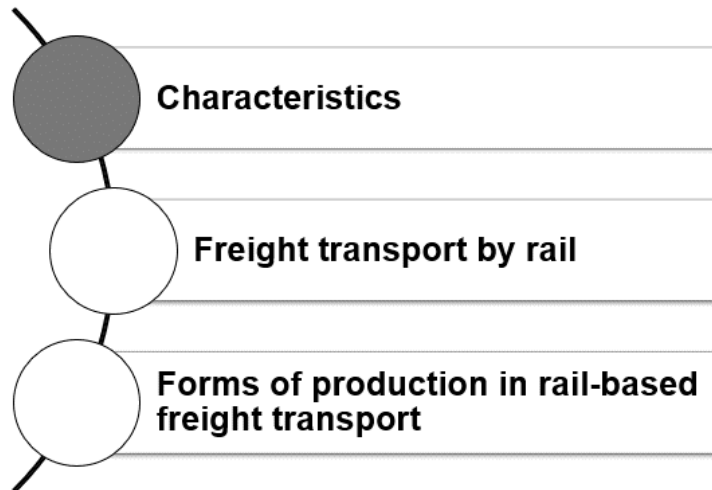 Characteristics
Freight transport by rail
Forms of production in rail-based
freight transport